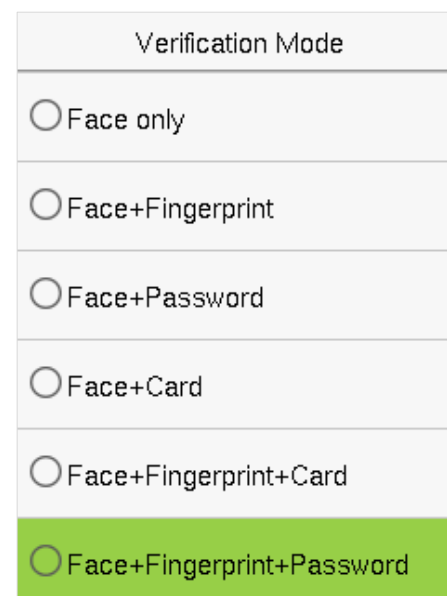 Verification Mode
Face only
Face+Fingerprint
Face+Password
Face+Card
Face+Fingerprint+Card
Face+Fingerprint+Password